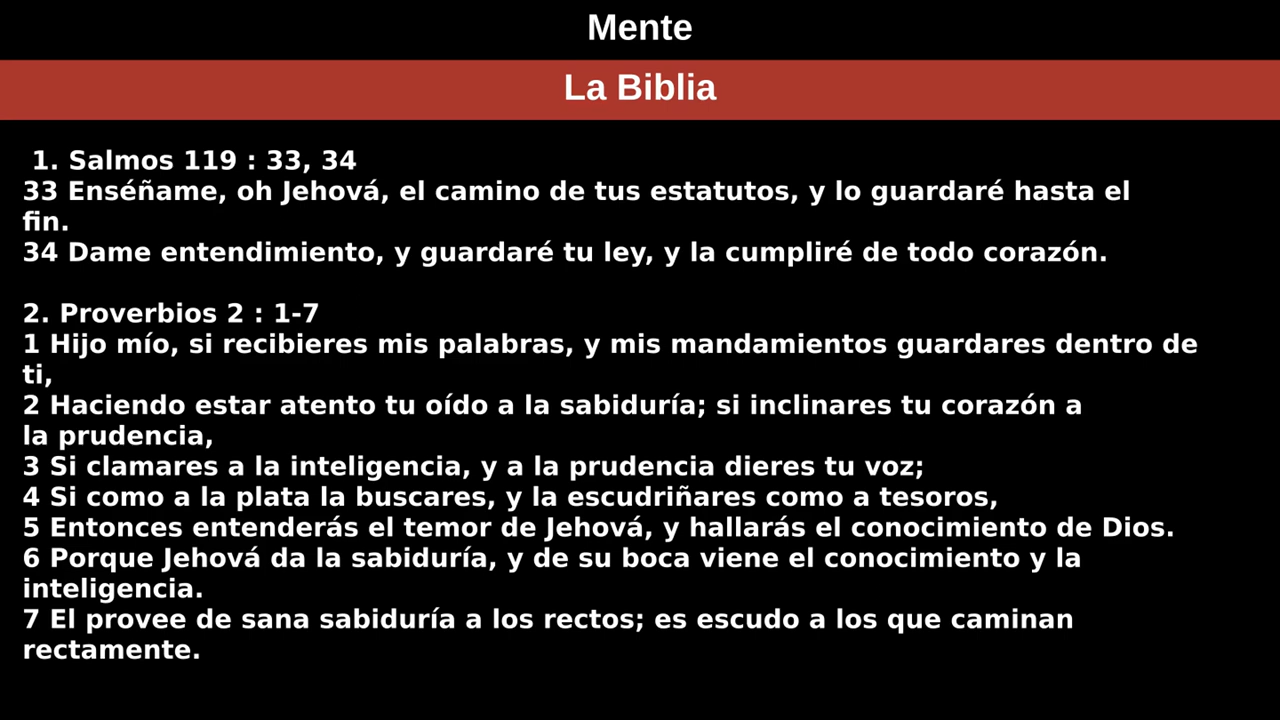 Mente
La Biblia
1. Salmos 119 : 33, 34
33 Enséñame, oh Jehová, el camino de tus estatutos, y lo guardaré hasta el
fin.
34 Dame entendimiento, y guardaré tu ley, y la cumpliré de todo corazón.
2. Proverbios 2 : 1-7
1 Hijo mío, si recibieres mis palabras, y mis mandamientos guardares dentro de
ti,
2 Haciendo estar atento tu oído a la sabiduría; si inclinares tu corazón a
la prudencia,
3 Si clamares a la inteligencia, y a la prudencia dieres tu voz;
4 Si como a la plata la buscares, y la escudriñares como a tesoros,
5 Entonces entenderás el temor de Jehová, y hallarás el conocimiento de Dios.
6 Porque Jehová da la sabiduría, y de su boca viene el conocimiento y la
inteligencia.
7 El provee de sana sabiduría a los rectos; es escudo a los que caminan
rectamente.